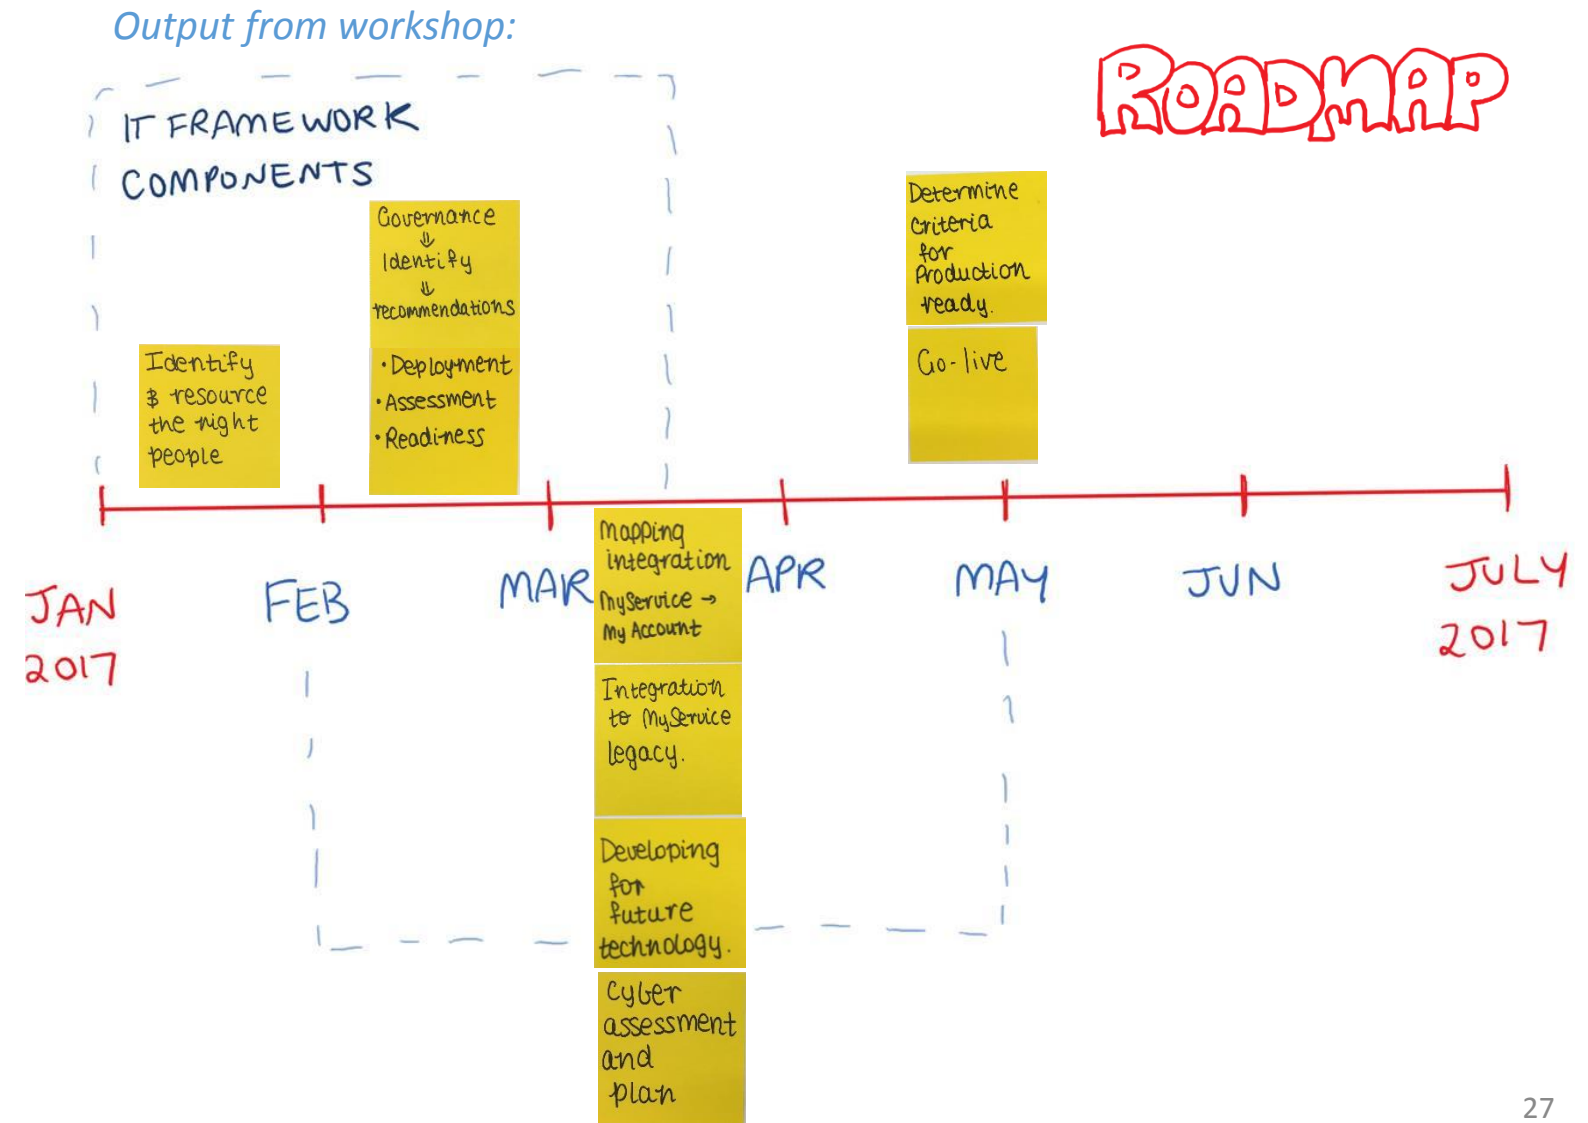 Output from workshop:
ROADMAP
IT FRAMEWORK
COMPONENTS
Governance
⇓
Identify
⇓
recommendations
• Deployment
• Assessment
• Readiness
Identify
& resource
the right
people
Determine
criteria
for
Production
ready.
Go-live
JAN
2017
FEB
MAR
APR
MAY
JUN
JULY
2017
Mapping
integration
MyService →
My Account
Integration
to MyService
legacy.
Developing
for
future
technology.
Cyber
assessment
and
plan
27